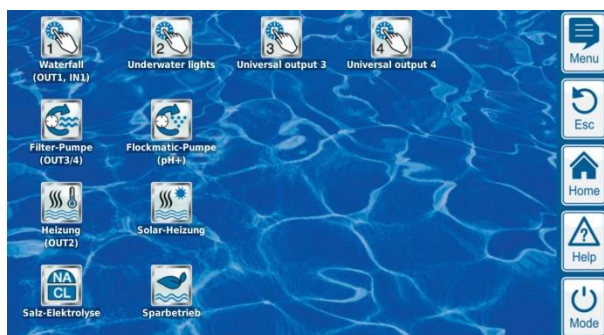 1
Waterfall
(OUT1, IN1)
2
Underwater lights
3
Universal output 3
4
Universal output 4
Filter-Pumpe
(OUT3/4)
Flockmatic-Pumpe
(pH+)
Heizung
(OUT2)
Solar-Heizung
NA
CL
Salz-Elektrolyse
Sparbetrieb
Menu
Esc
Home
?
Help
Mode